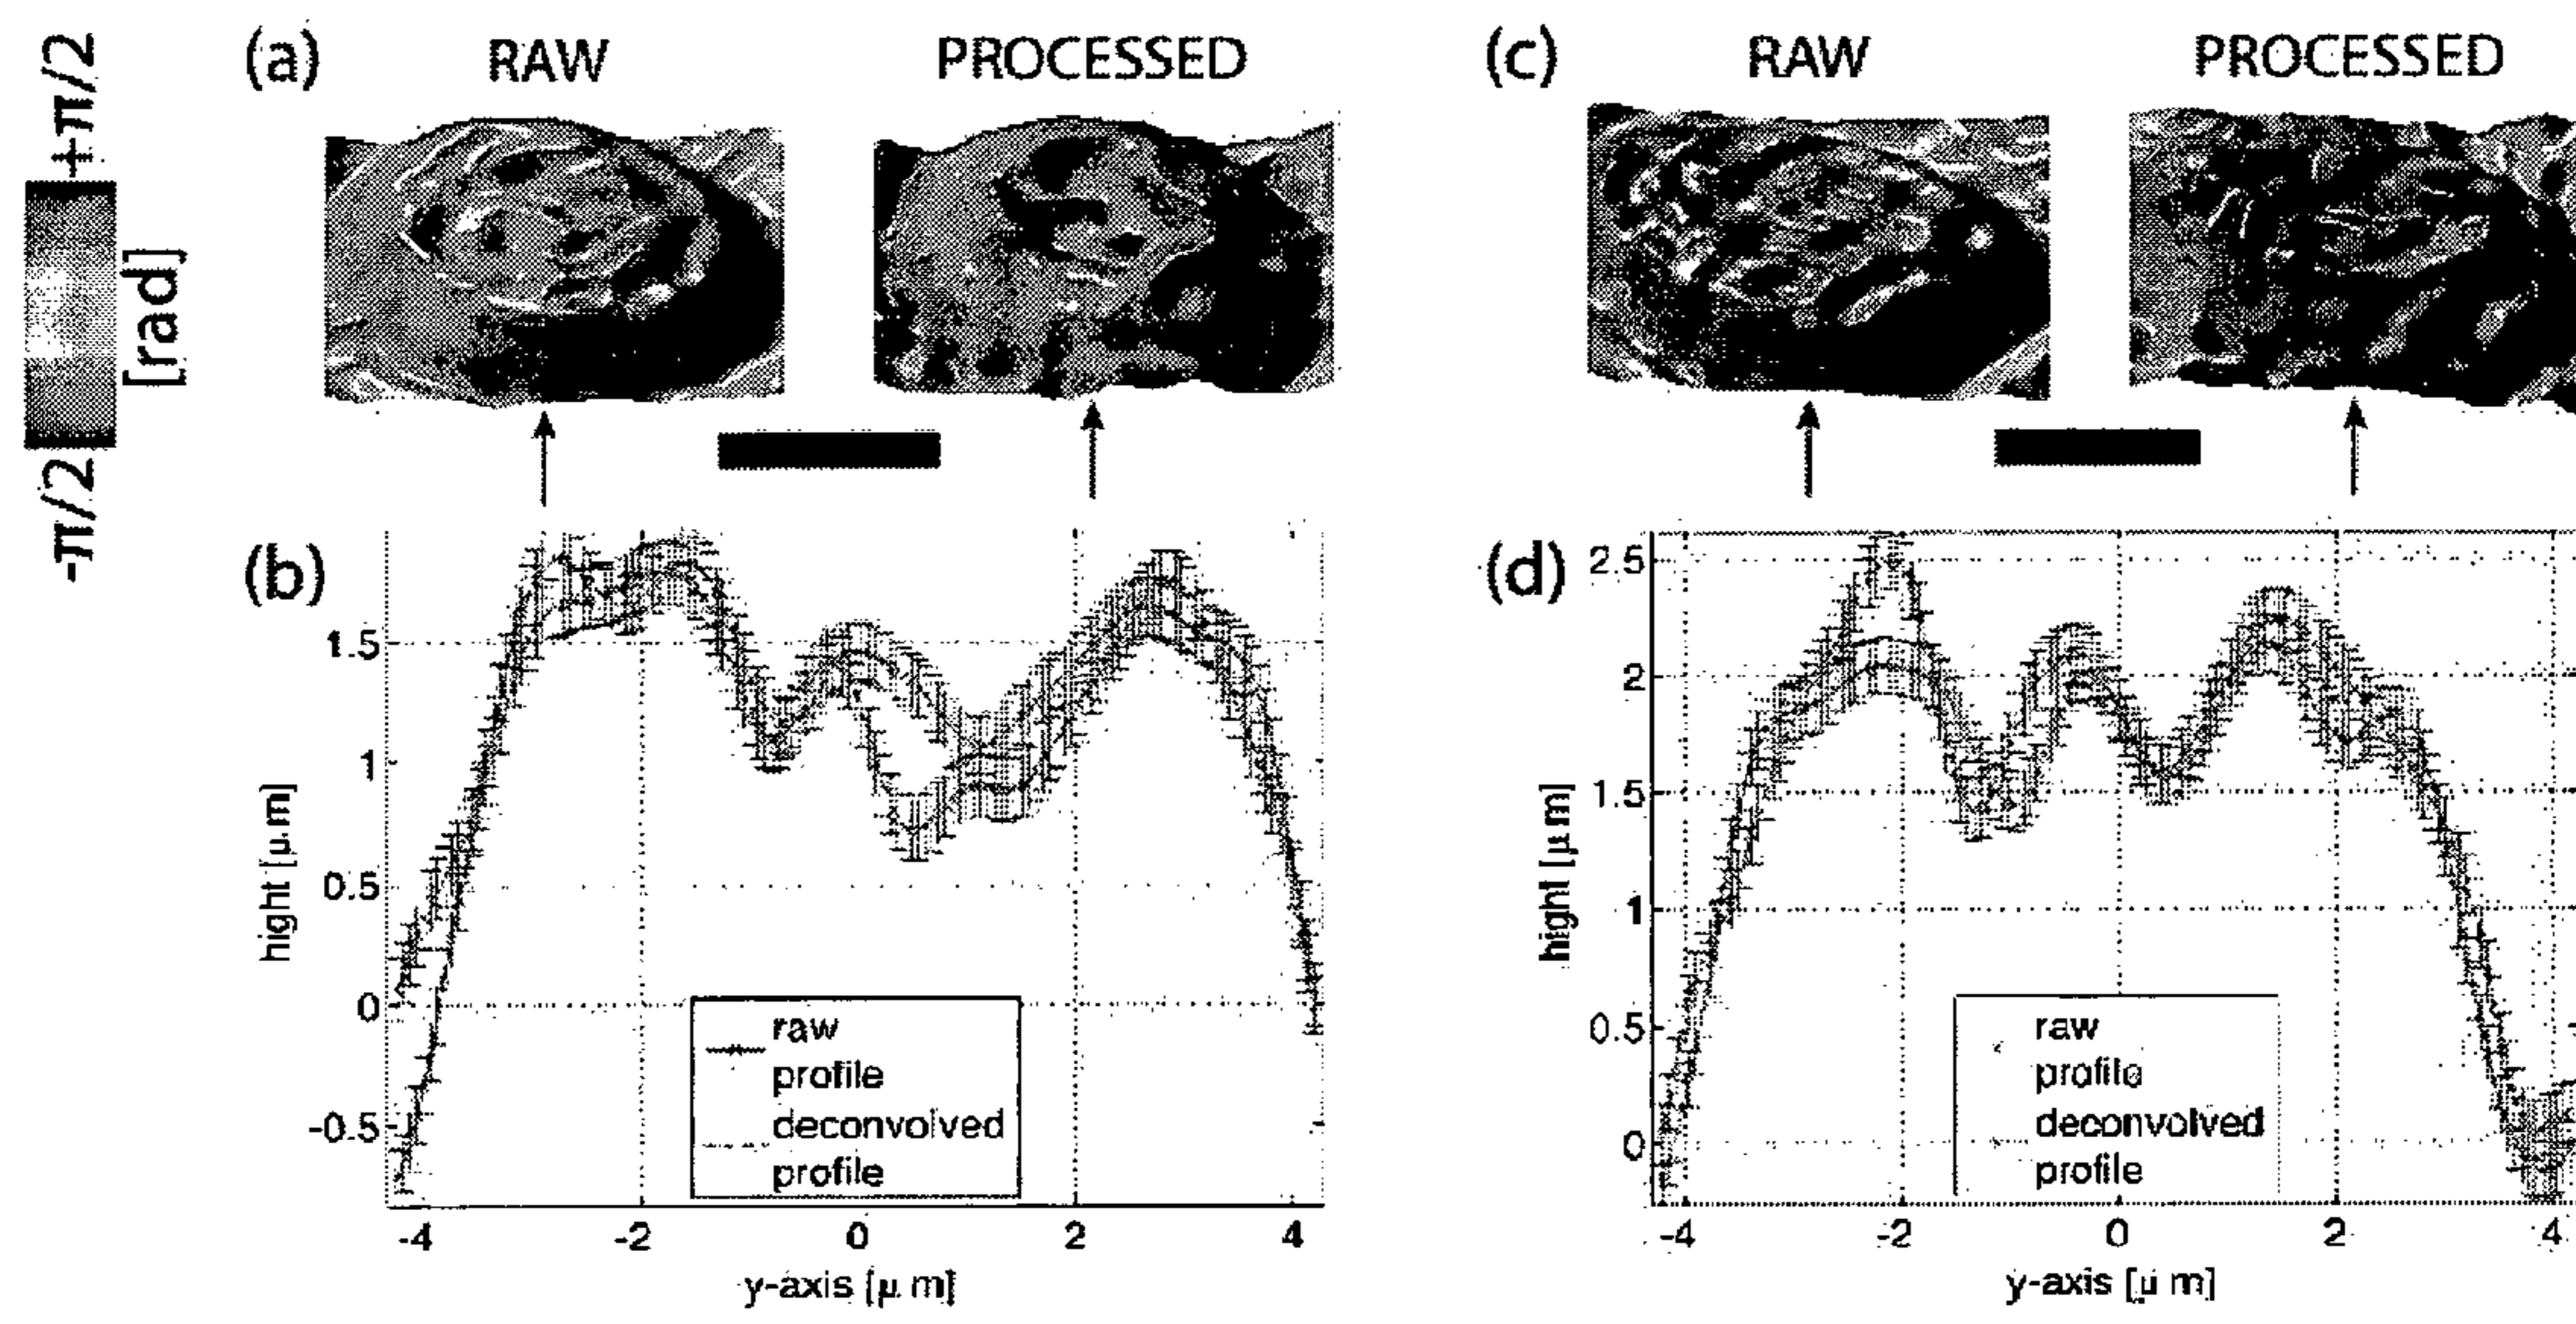 +π/2
[rad]
-π/2
(a) RAW PROCESSED
(c) RAW PROCESSED
(b)
1.5
1
0.5
0
-0.5
hight [μ m]
raw
profile
deconvolved
profile
-4 -2 0 2 4
y-axis [μ m]
(d)
2.5
2
1.5
1
0.5
0
hight [μ m]
raw
profile
deconvolved
profile
-4 -2 0 2 4
y-axis [μ m]